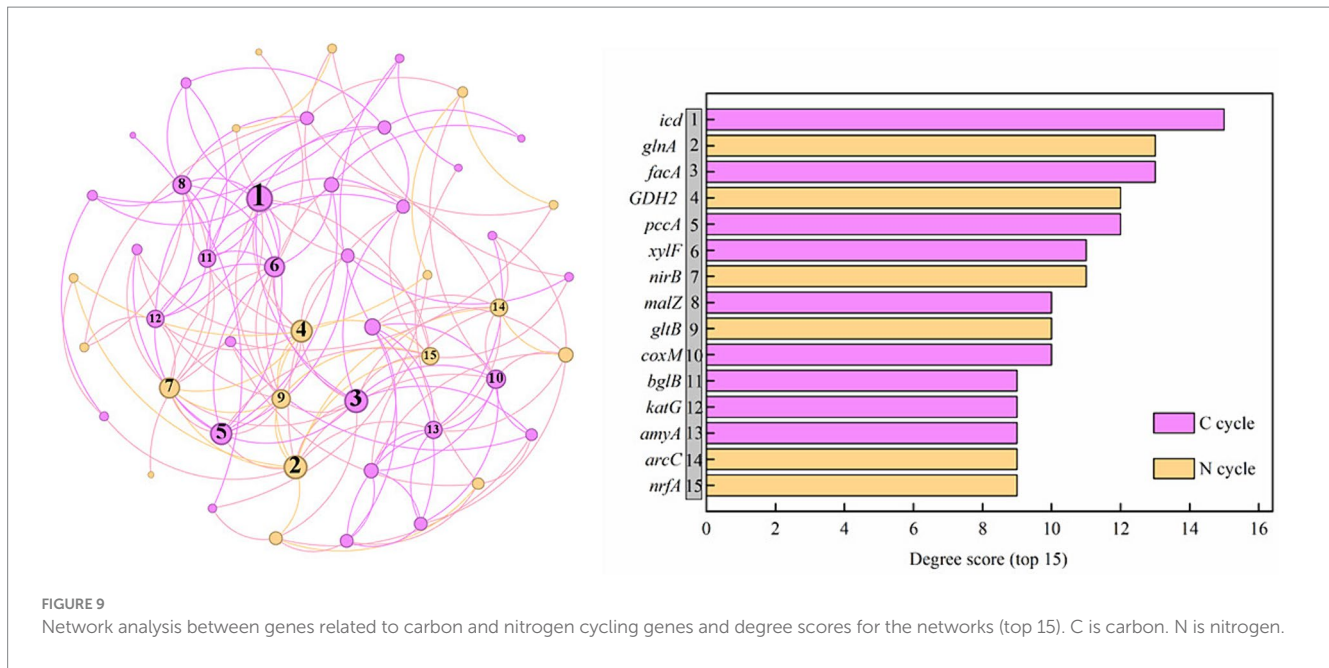 1
8
11
6
12
4
14
15
7
9
3
10
5
13
2
icd 1
glnA 2
facA 3
GDH2 4
pccA 5
xylF 6
nirB 7
malZ 8
gltB 9
coxM 10
bglB 11
katG 12
amyA 13
arcC 14
nrfA 15
C cycle
N cycle
0 2 4 6 8 10 12 14 16
Degree score (top 15)
FIGURE 9
Network analysis between genes related to carbon and nitrogen cycling genes and degree scores for the networks (top 15). C is carbon. N is nitrogen.